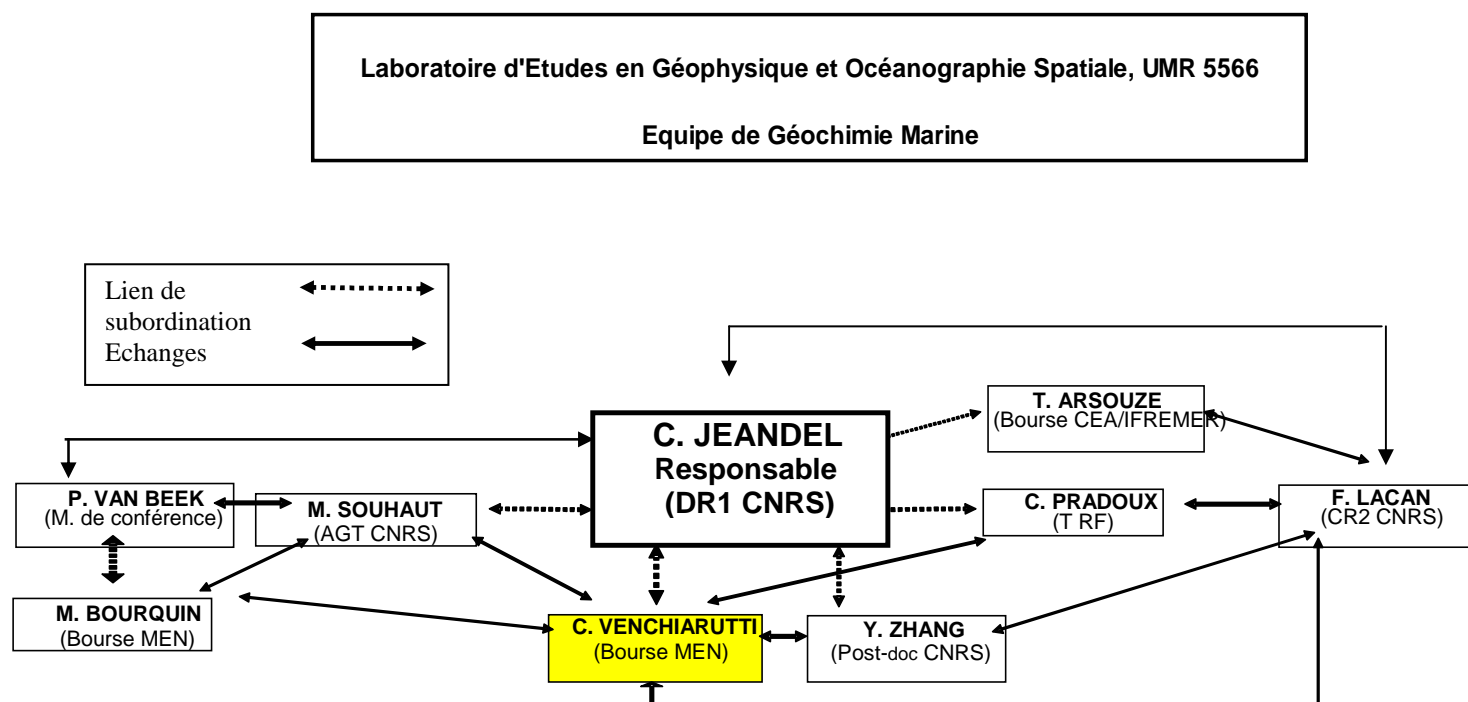 Laboratoire d'Etudes en Géophysique et Océanographie Spatiale, UMR 5566
Equipe de Géochimie Marine
Lien de
subordination
Echanges
C. JEANDEL
Responsable
(DR1 CNRS)
T. ARSOUZE
(Bourse CEA/IFREMER)
P. VAN BEEK
(M. de conférence)
M. SOUHAUT
(AGT CNRS)
C. PRADOUX
(T RF)
F. LACAN
(CR2 CNRS)
M. BOURQUIN
(Bourse MEN)
C. VENCHIARUTTI
(Bourse MEN)
Y. ZHANG
(Post-doc CNRS)